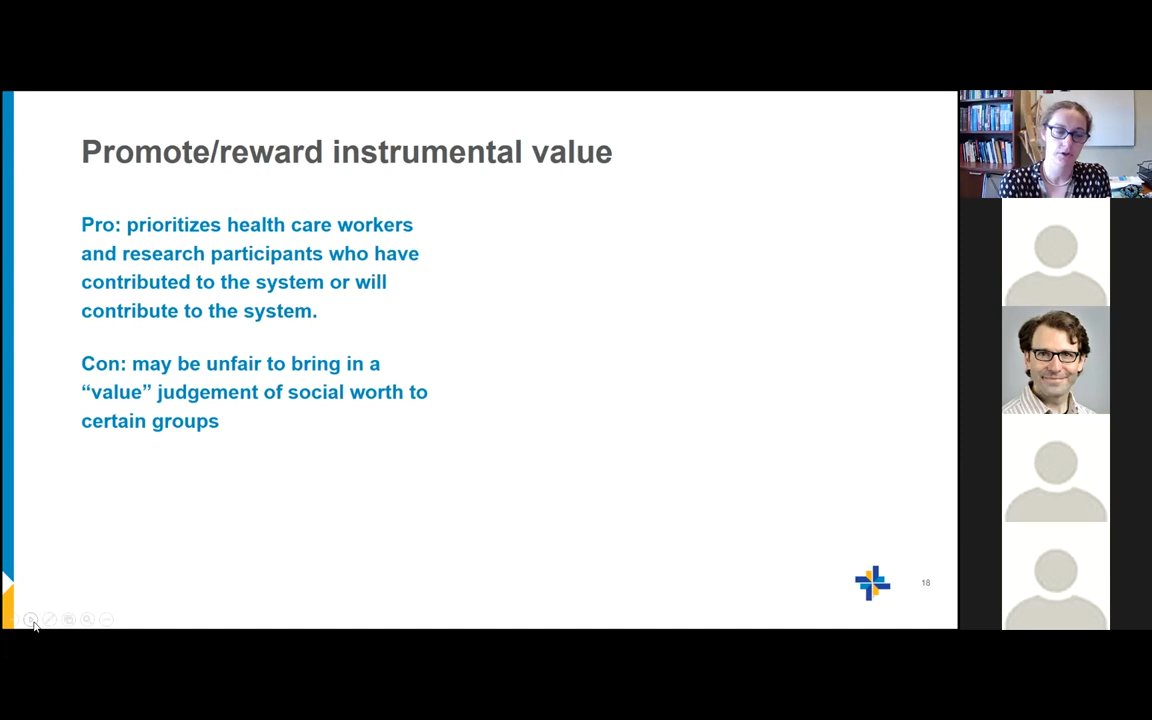 Promote/reward instrumental value
Pro: prioritizes health care workers
and research participants who have
contributed to the system or will
contribute to the system.
Con: may be unfair to bring in a
“value” judgement of social worth to
certain groups
18